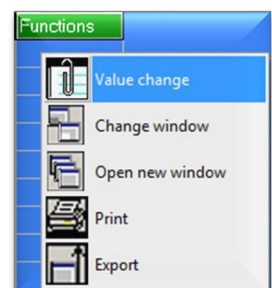 Functions
Value change
Change window
Open new window
Print
Export